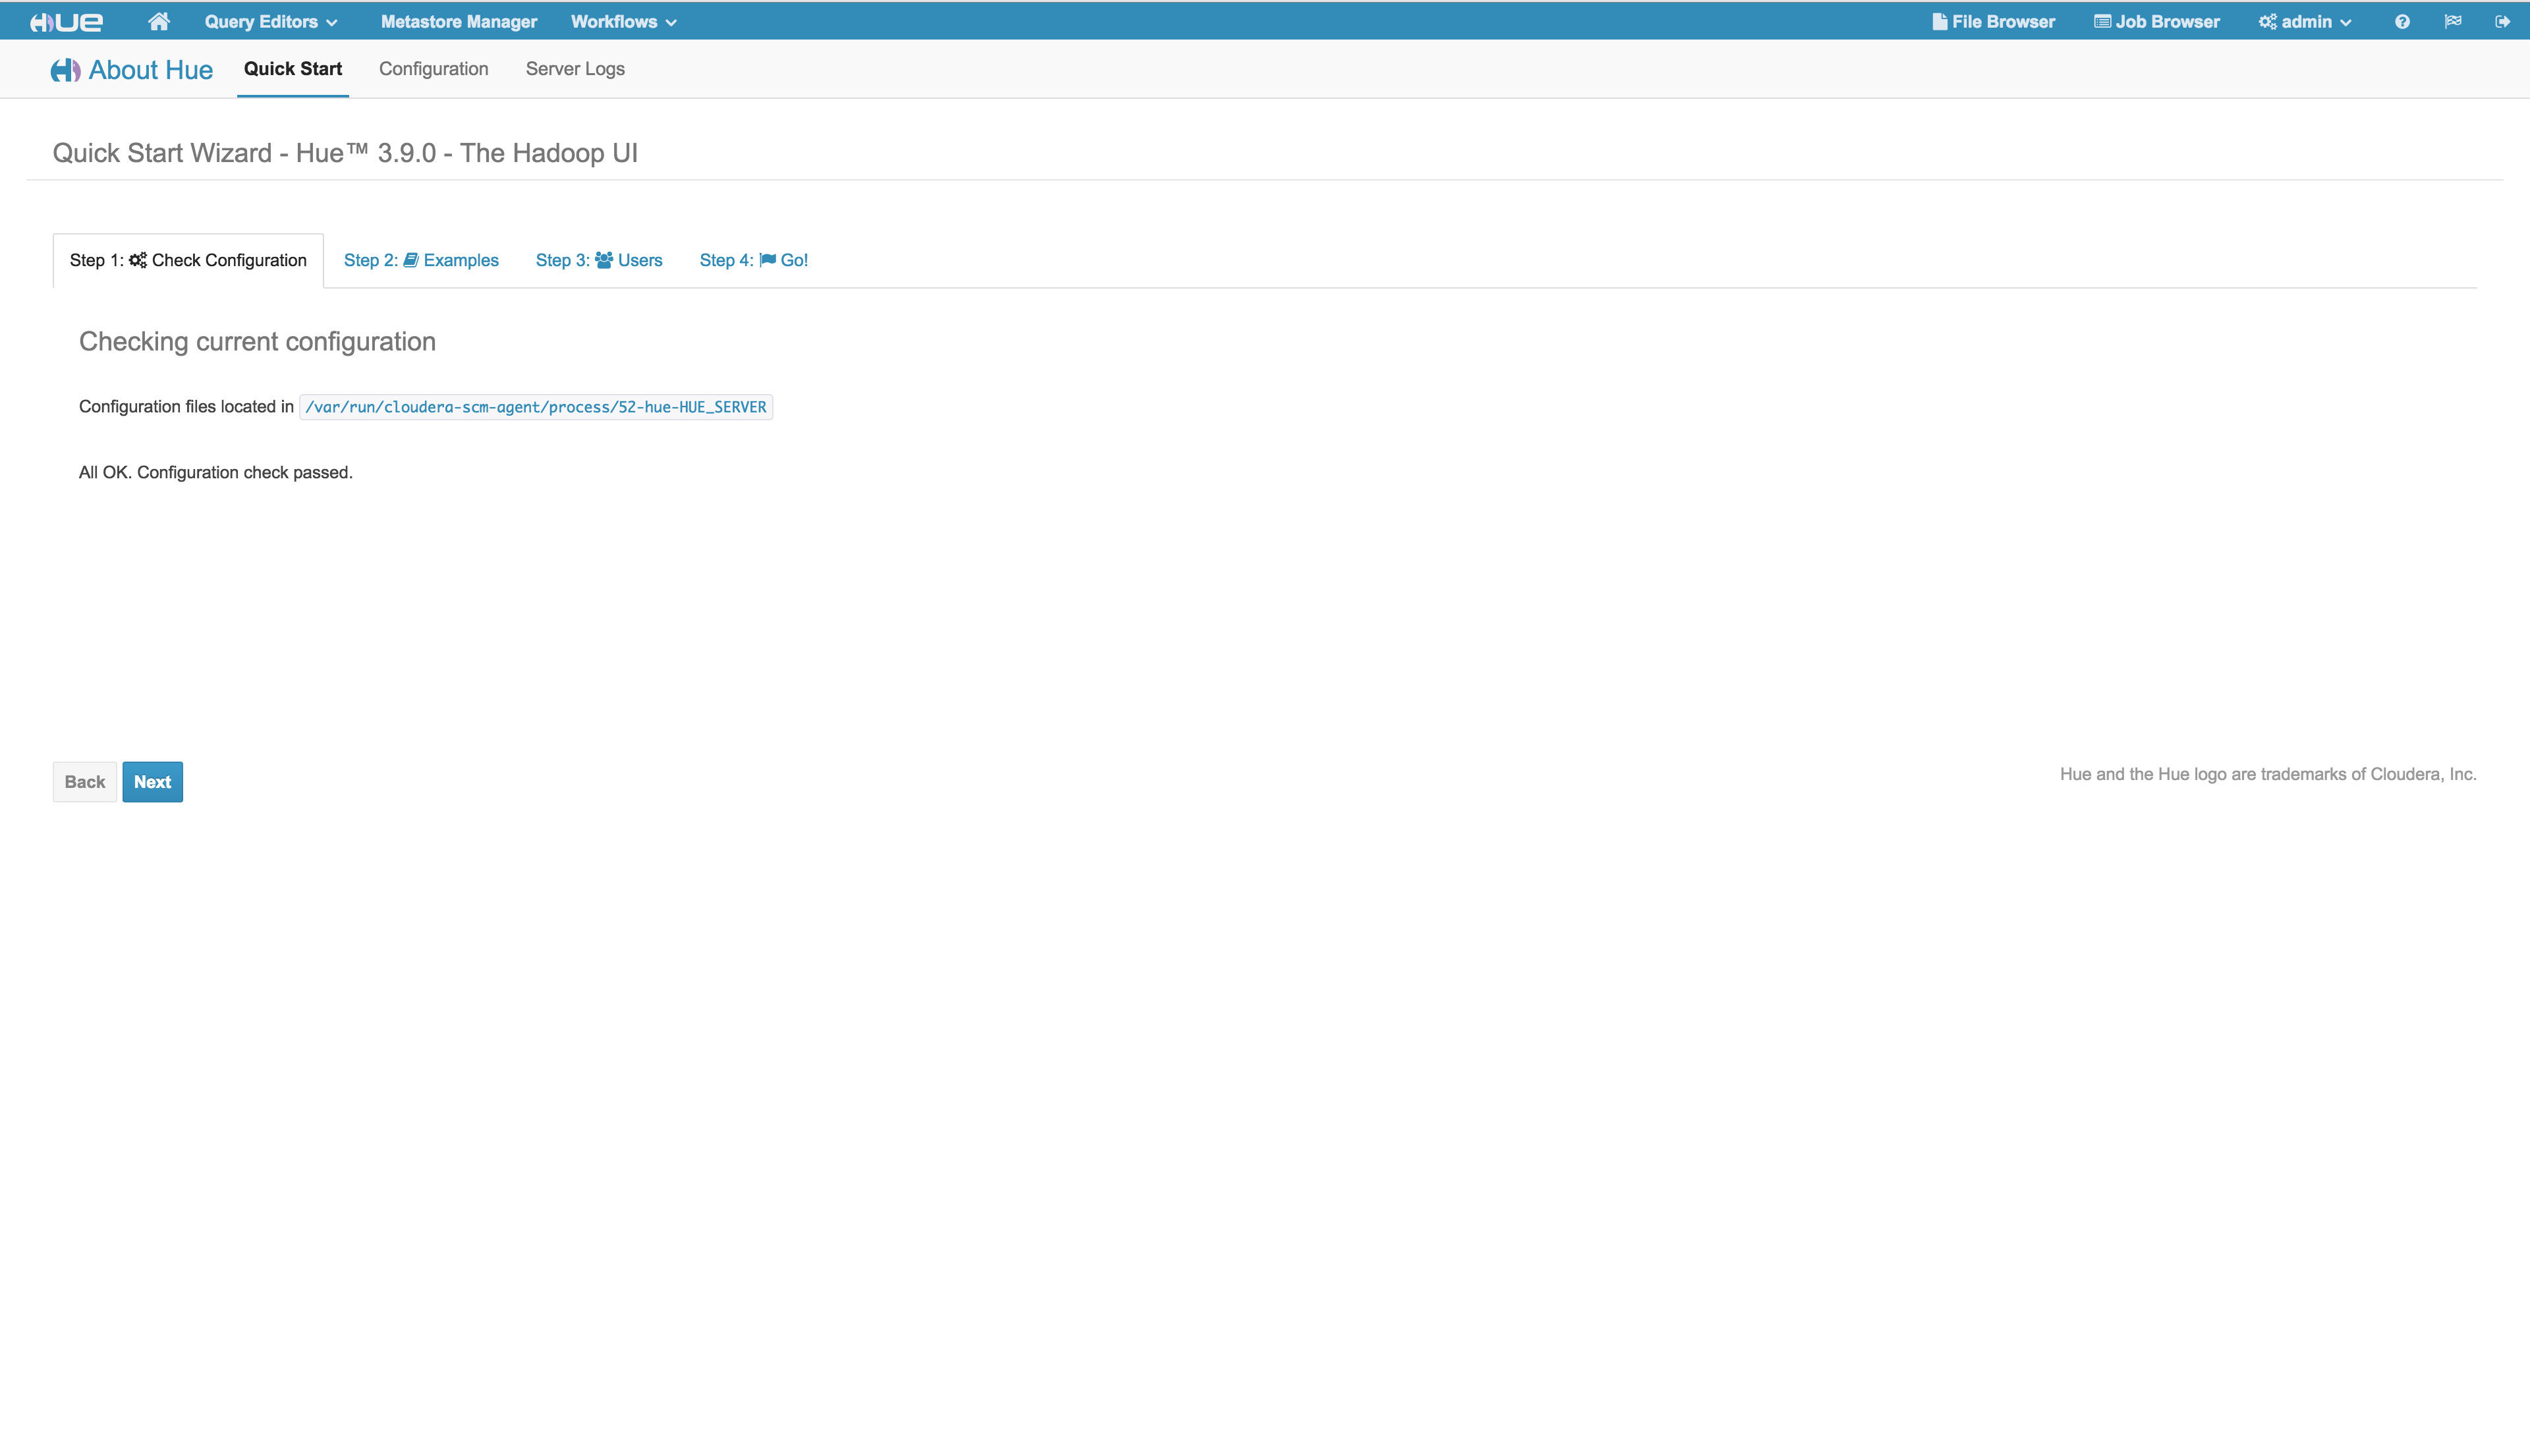 HUE Query Editors Metastore Manager Workflows File Browser Job Browser admin
About Hue Quick Start Configuration Server Logs
Quick Start Wizard - Hue™ 3.9.0 - The Hadoop UI
Step 1: Check Configuration Step 2: Examples Step 3: Users Step 4: Go!
Checking current configuration
Configuration files located in /var/run/cloudera-scm-agent/process/52-hue-HUE_SERVER
All OK. Configuration check passed.
Back Next Hue and the Hue logo are trademarks of Cloudera, Inc.